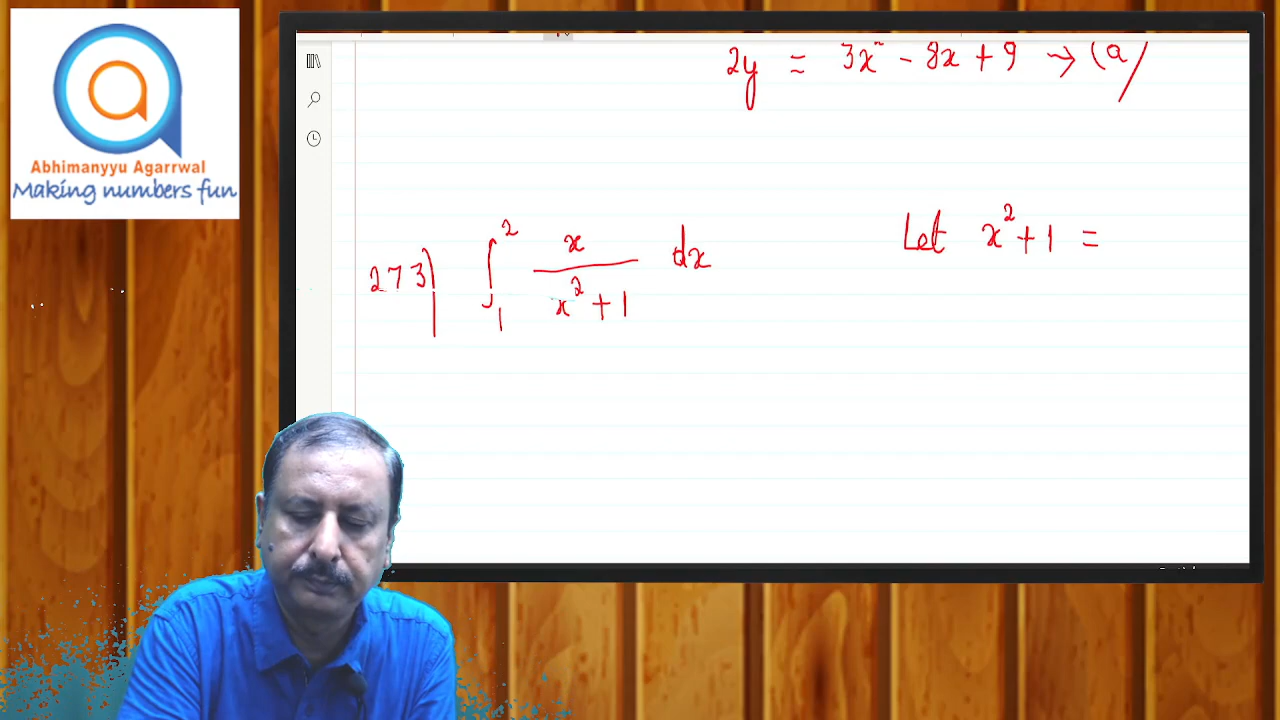 Abhimanyyu Agarrwal
Making numbers fun
2y = 3x² - 8x + 9 → (a)
273) ∫₁² x/(x² + 1) dx
Let x² + 1 =